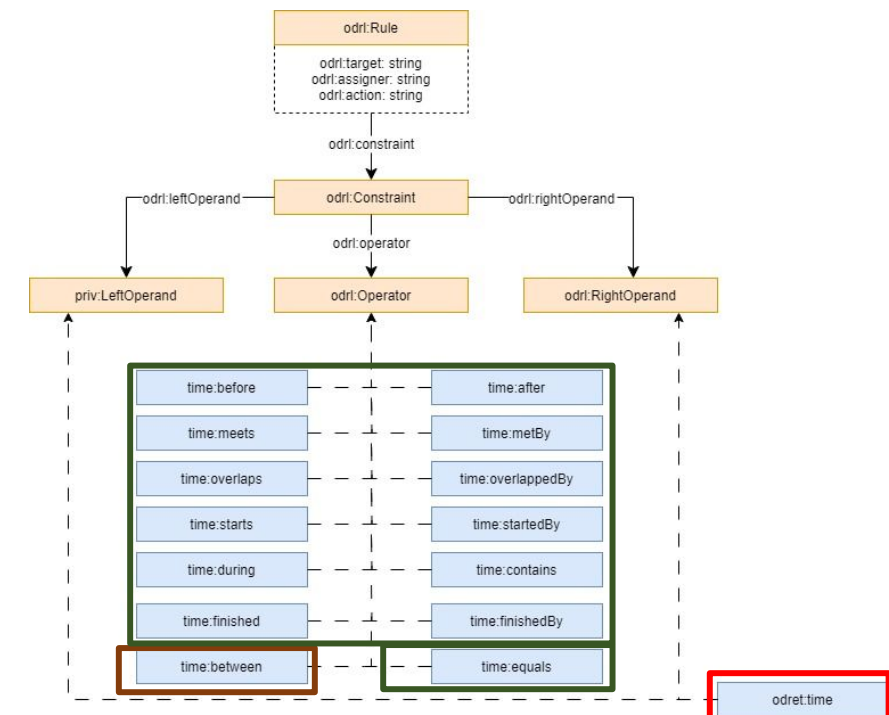 odrl:Rule
odrl:target: string
odrl:assigner: string
odrl:action: string
odrl:constraint
odrl:leftOperand
odrl:Constraint
odrl:rightOperand
odrl:operator
priv:LeftOperand
odrl:Operator
odrl:RightOperand
time:before
time:after
time:meets
time:metBy
time:overlaps
time:overlappedBy
time:starts
time:startedBy
time:during
time:contains
time:finished
time:finishedBy
time:between
time:equals
odret:time